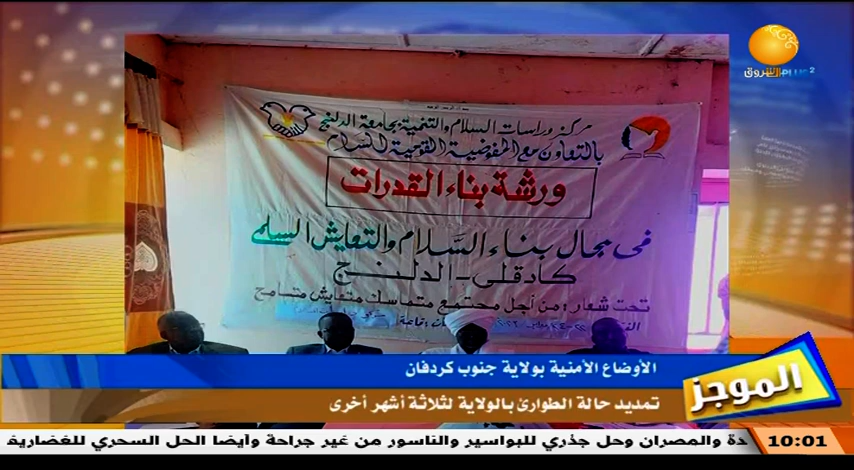 الشروق
مركز دراسات السلام والتنمية بجامعة الدلنج
بالتعاون مع المفوضية القومية للسلام
ورشة بناء القدرات
في مجال بناء السلام والتعايش السلمي
كادقلى - الدلنج
تحت شعار: من أجل مجتمع متماسك متعايش متسامح
الأوضاع الأمنية بولاية جنوب كردفان
الموجز
تمديد حالة الطوارئ بالولاية لثلاثة أشهر أخرى
10:01 دة والمصران وحل جذري للبواسير والناسور من غير جراحة وأيضا الحل السحري للغضاريف